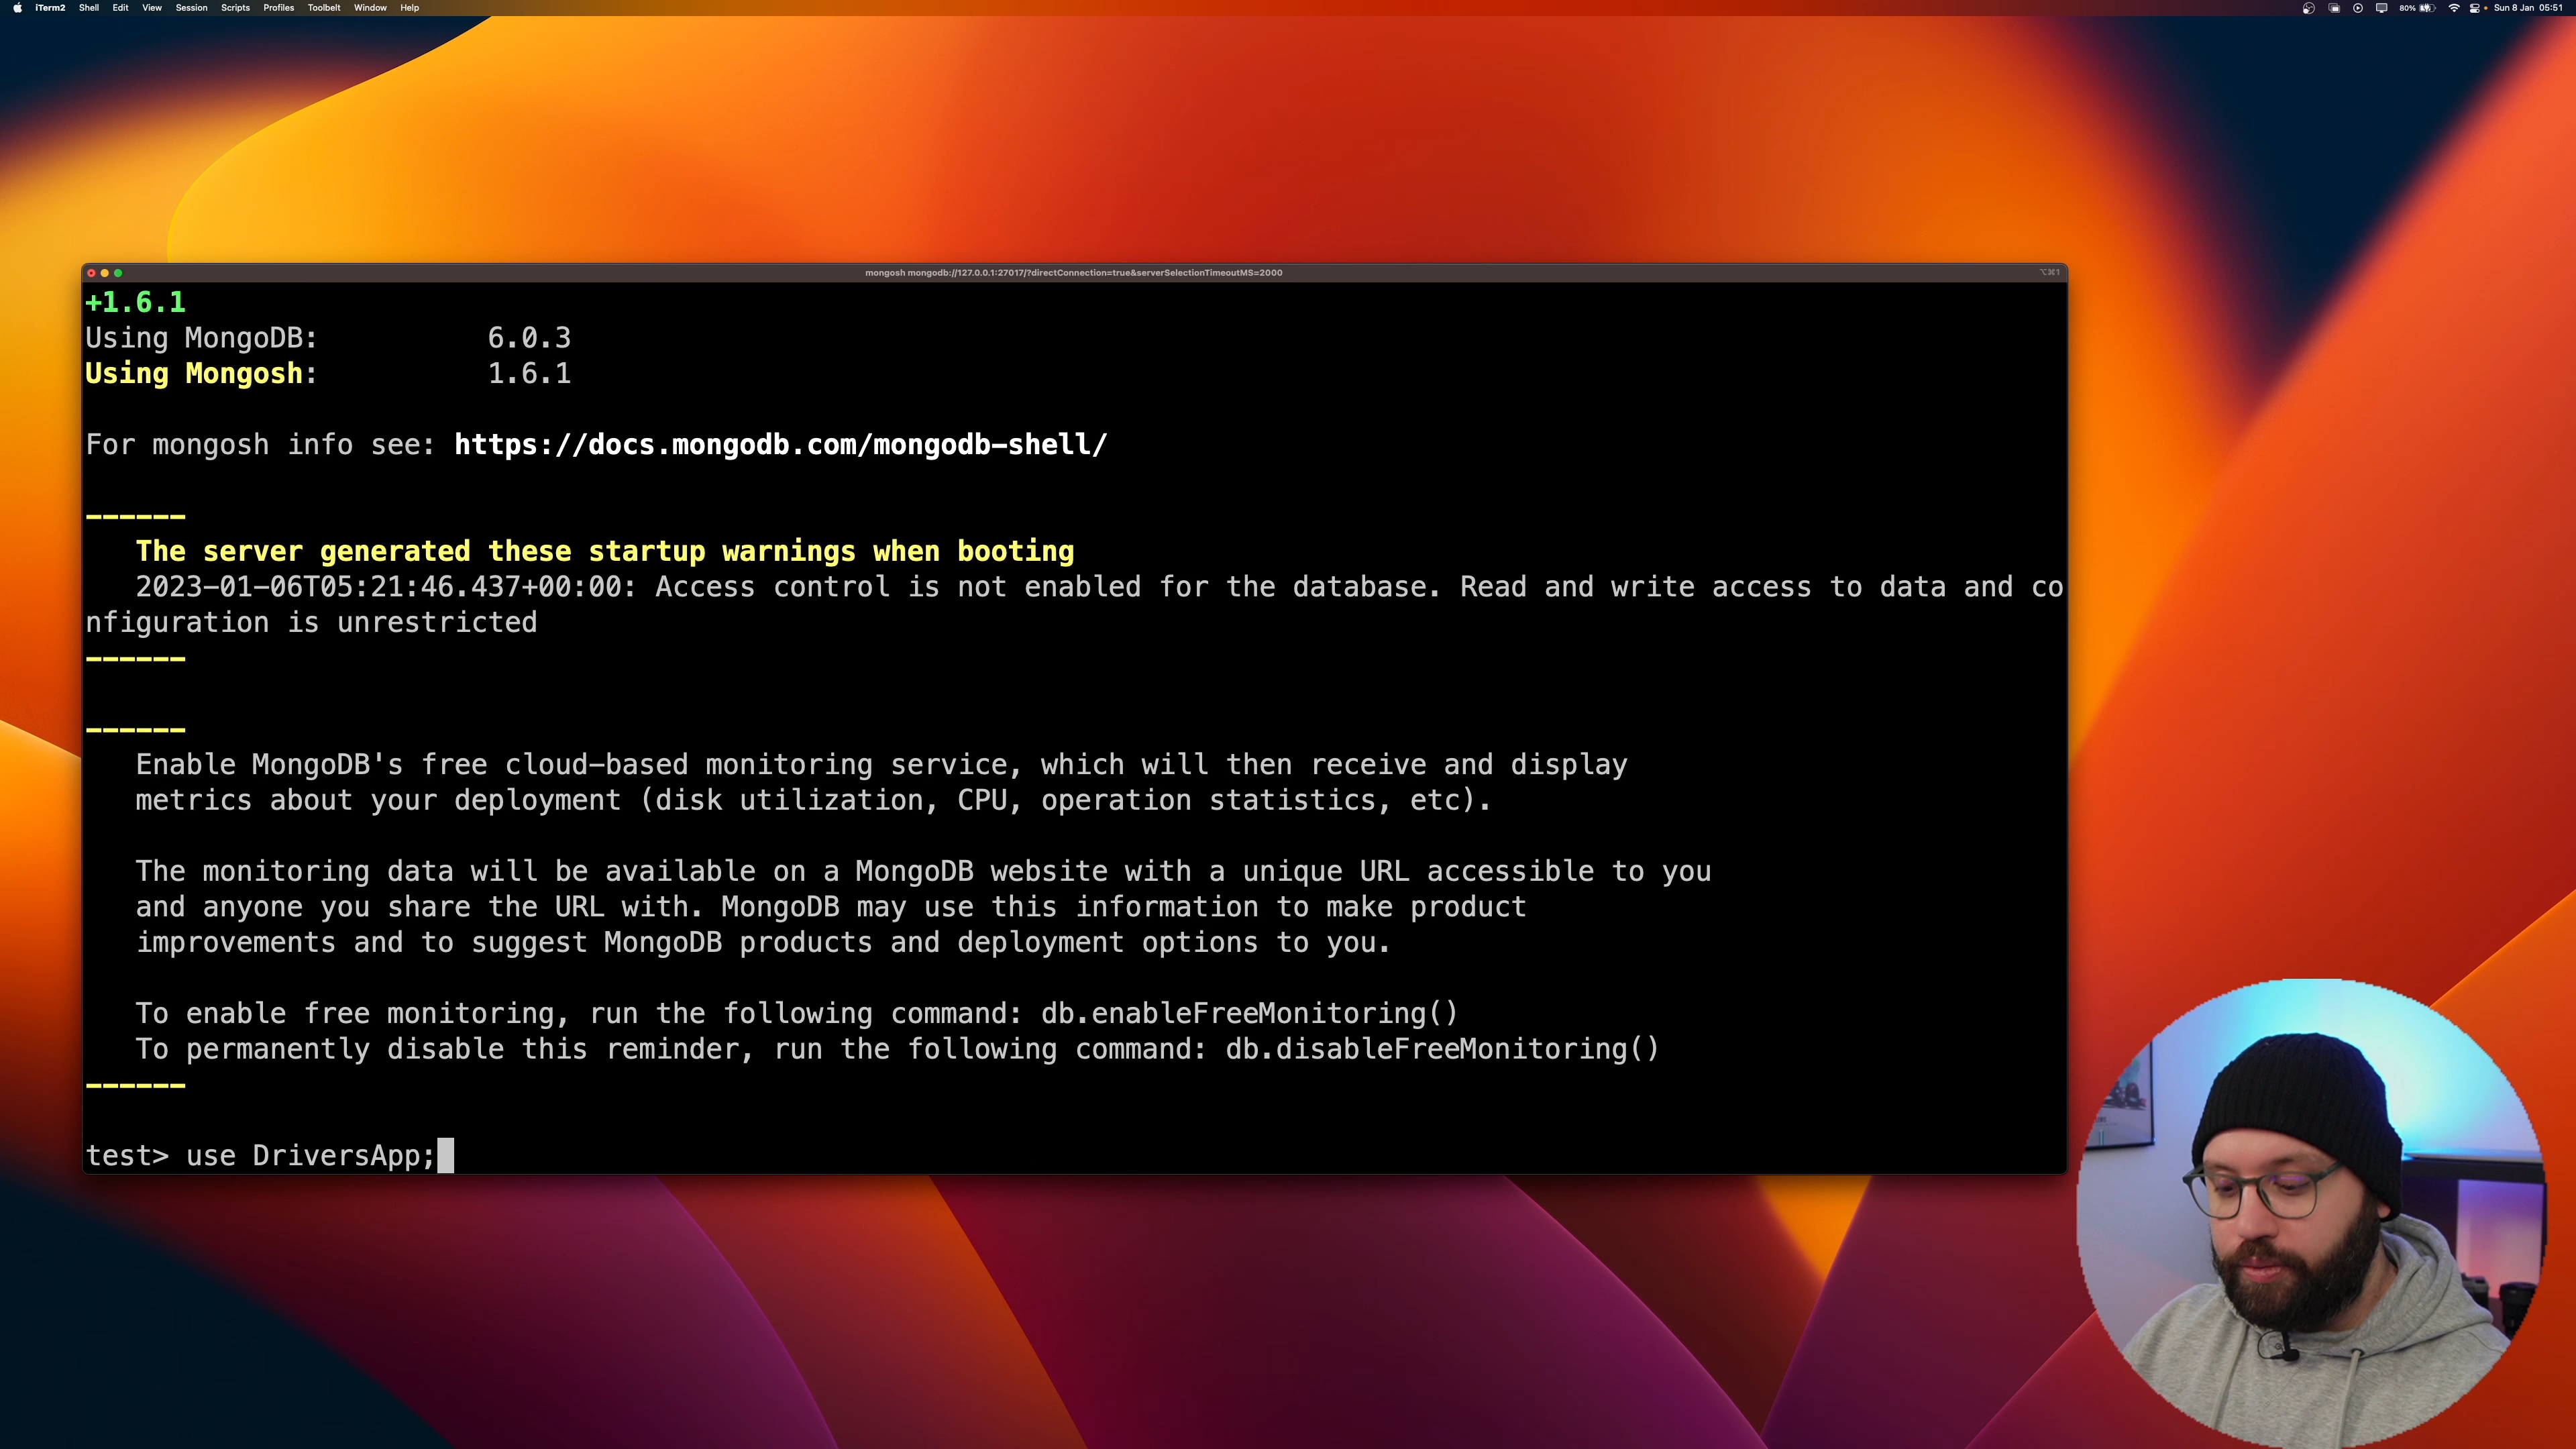 iTerm2 Shell Edit View Session Scripts Profiles Toolbelt Window Help
80% Sun 8 Jan 05:51
mongosh mongodb://127.0.0.1:27017/?directConnection=true&serverSelectionTimeoutMS=2000
⌥⌘1
+1.6.1
Using MongoDB: 6.0.3
Using Mongosh: 1.6.1
For mongosh info see: https://docs.mongodb.com/mongodb-shell/
------
The server generated these startup warnings when booting
2023-01-06T05:21:46.437+00:00: Access control is not enabled for the database. Read and write access to data and co
nfiguration is unrestricted
------
------
Enable MongoDB's free cloud-based monitoring service, which will then receive and display
metrics about your deployment (disk utilization, CPU, operation statistics, etc).
The monitoring data will be available on a MongoDB website with a unique URL accessible to you
and anyone you share the URL with. MongoDB may use this information to make product
improvements and to suggest MongoDB products and deployment options to you.
To enable free monitoring, run the following command: db.enableFreeMonitoring()
To permanently disable this reminder, run the following command: db.disableFreeMonitoring()
------
test> use DriversApp;